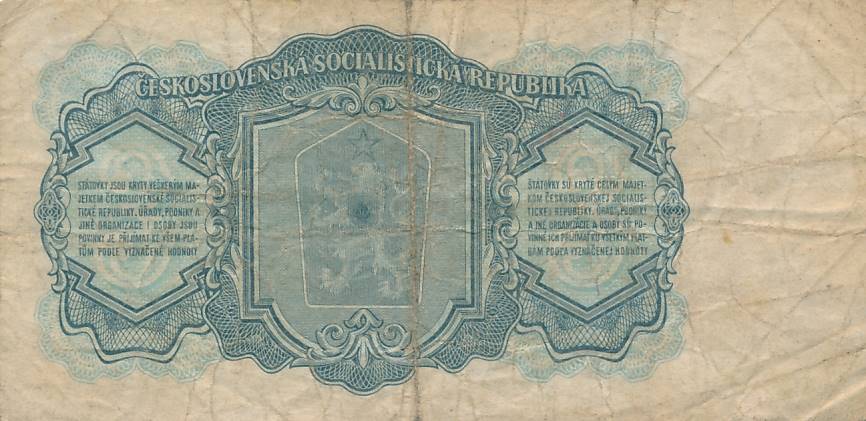 ČESKOSLOVENSKÁ SOCIALISTICKÁ REPUBLIKA
STÁTOVKY JSOU KRYTY VEŠKERÝM MA-
JETKEM ČESKOSLOVENSKÉ SOCIALIS-
TICKÉ REPUBLIKY. ÚŘADY, PODNIKY A
JINÉ ORGANIZACE I OSOBY JSOU
POVINNY JE PŘIJÍMAT KE VŠEM PLA-
TŮM PODLE VYZNAČENÉ HODNOTY
ŠTÁTOVKY SÚ KRYTÉ CELÝM MAJET-
KOM ČESKOSLOVENSKEJ SOCIALIS-
TICKEJ REPUBLIKY. ÚRADY, PODNIKY
A INÉ ORGANIZÁCIE A OSOBY SÚ PO-
VINNÉ ICH PRIJÍMAŤ KU VŠETKÝM PLAT-
BÁM PODĽA VYZNAČENEJ HODNOTY
3
3